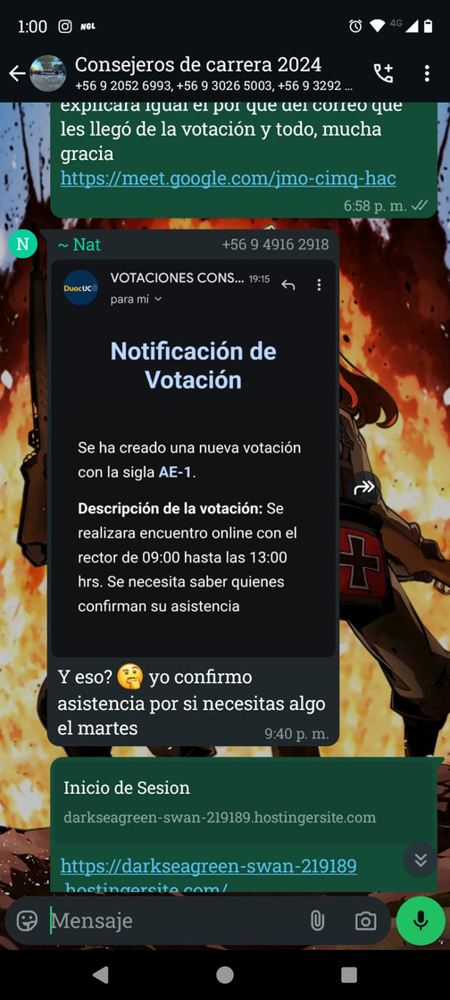 1:00 NGL 4G
Consejeros de carrera 2024
+56 9 2052 6993, +56 9 3026 5003, +56 9 3292 ...
explicara igual el por que del correo que
les llegó de la votación y todo, mucha
gracia
https://meet.google.com/jmo-cimq-hac
6:58 p. m.
N ~ Nat +56 9 4916 2918
DuocUC VOTACIONES CONS... 19:15
para mí
Notificación de
Votación
Se ha creado una nueva votación
con la sigla AE-1.
Descripción de la votación: Se
realizara encuentro online con el
rector de 09:00 hasta las 13:00
hrs. Se necesita saber quienes
confirman su asistencia
Y eso? 🤔 yo confirmo
asistencia por si necesitas algo
el martes
9:40 p. m.
Inicio de Sesion
darkseagreen-swan-219189.hostingersite.com
https://darkseagreen-swan-219189
.hostingersite.com/
Mensaje